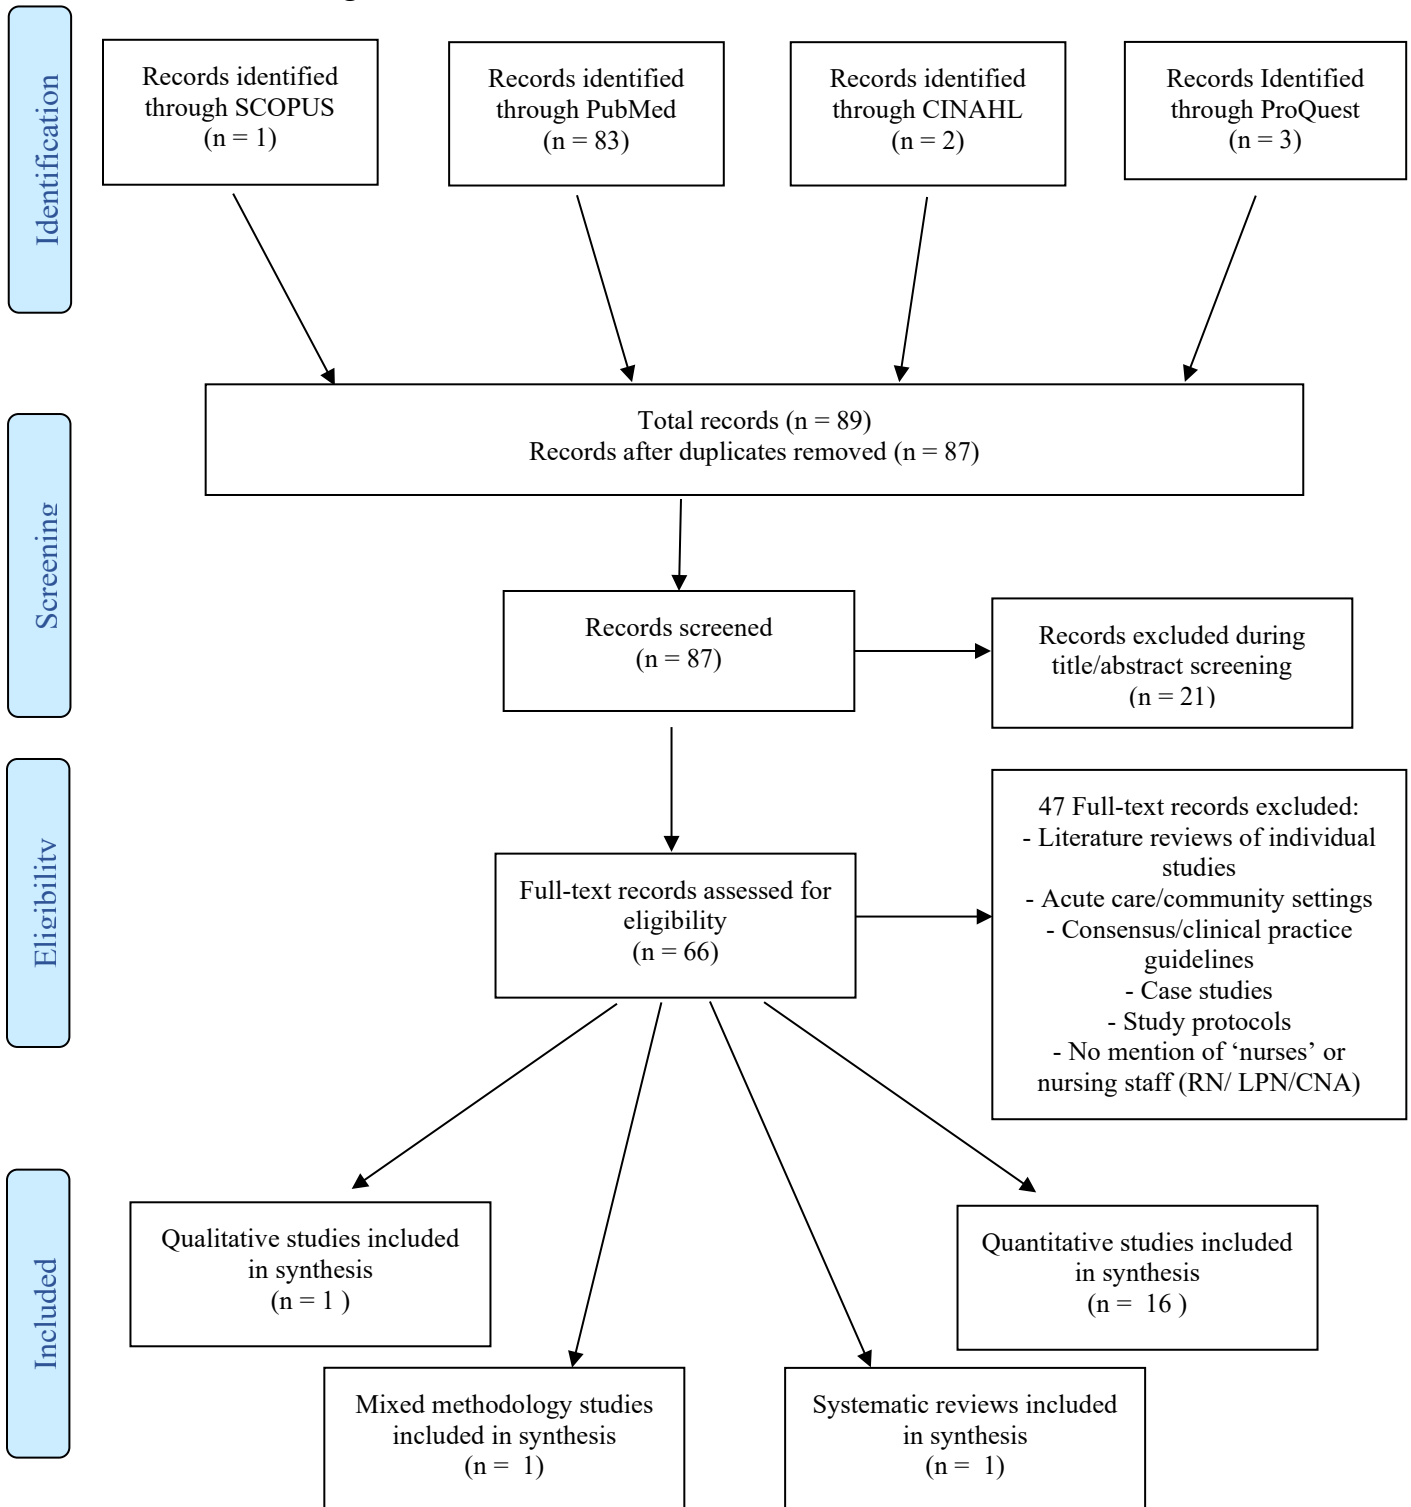 Identification
Records identified
through SCOPUS
(n = 1)
Records identified
through PubMed
(n = 83)
Records identified
through CINAHL
(n = 2)
Records Identified
through ProQuest
(n = 3)
Screening
Total records (n = 89)
Records after duplicates removed (n = 87)
Records screened
(n = 87)
Records excluded during
title/abstract screening
(n = 21)
Eligibility
Full-text records assessed for
eligibility
(n = 66)
47 Full-text records excluded:
- Literature reviews of individual
studies
- Acute care/community settings
- Consensus/clinical practice
guidelines
- Case studies
- Study protocols
- No mention of ‘nurses’ or
nursing staff (RN/ LPN/CNA)
Included
Qualitative studies included
in synthesis
(n = 1 )
Quantitative studies included
in synthesis
(n =  16 )
Mixed methodology studies
included in synthesis
(n =  1)
Systematic reviews included
in synthesis
(n =  1)